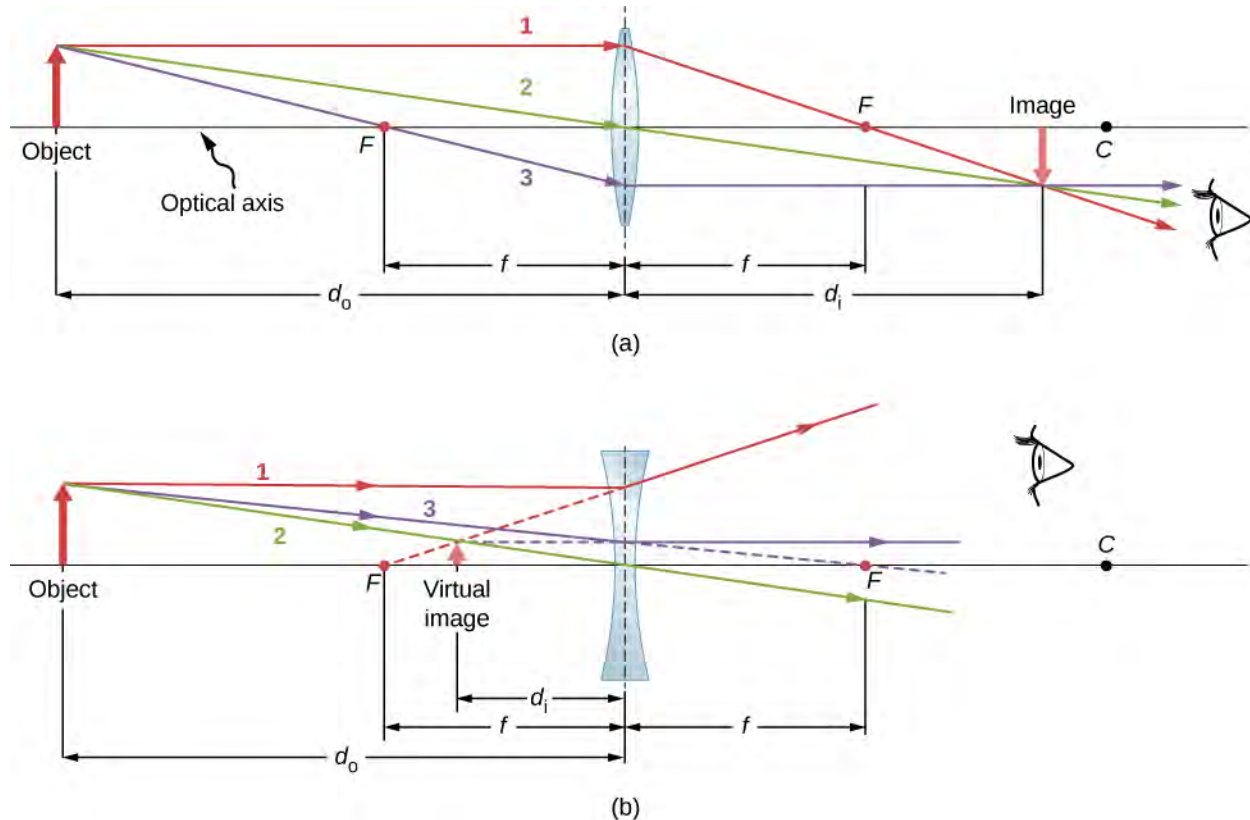 1
2
F
Image
Object
F
3
C
Optical axis
f
f
dₒ
dᵢ
(a)
1
3
2
C
Object
F
Virtual
image
F
dᵢ
f
f
dₒ
(b)